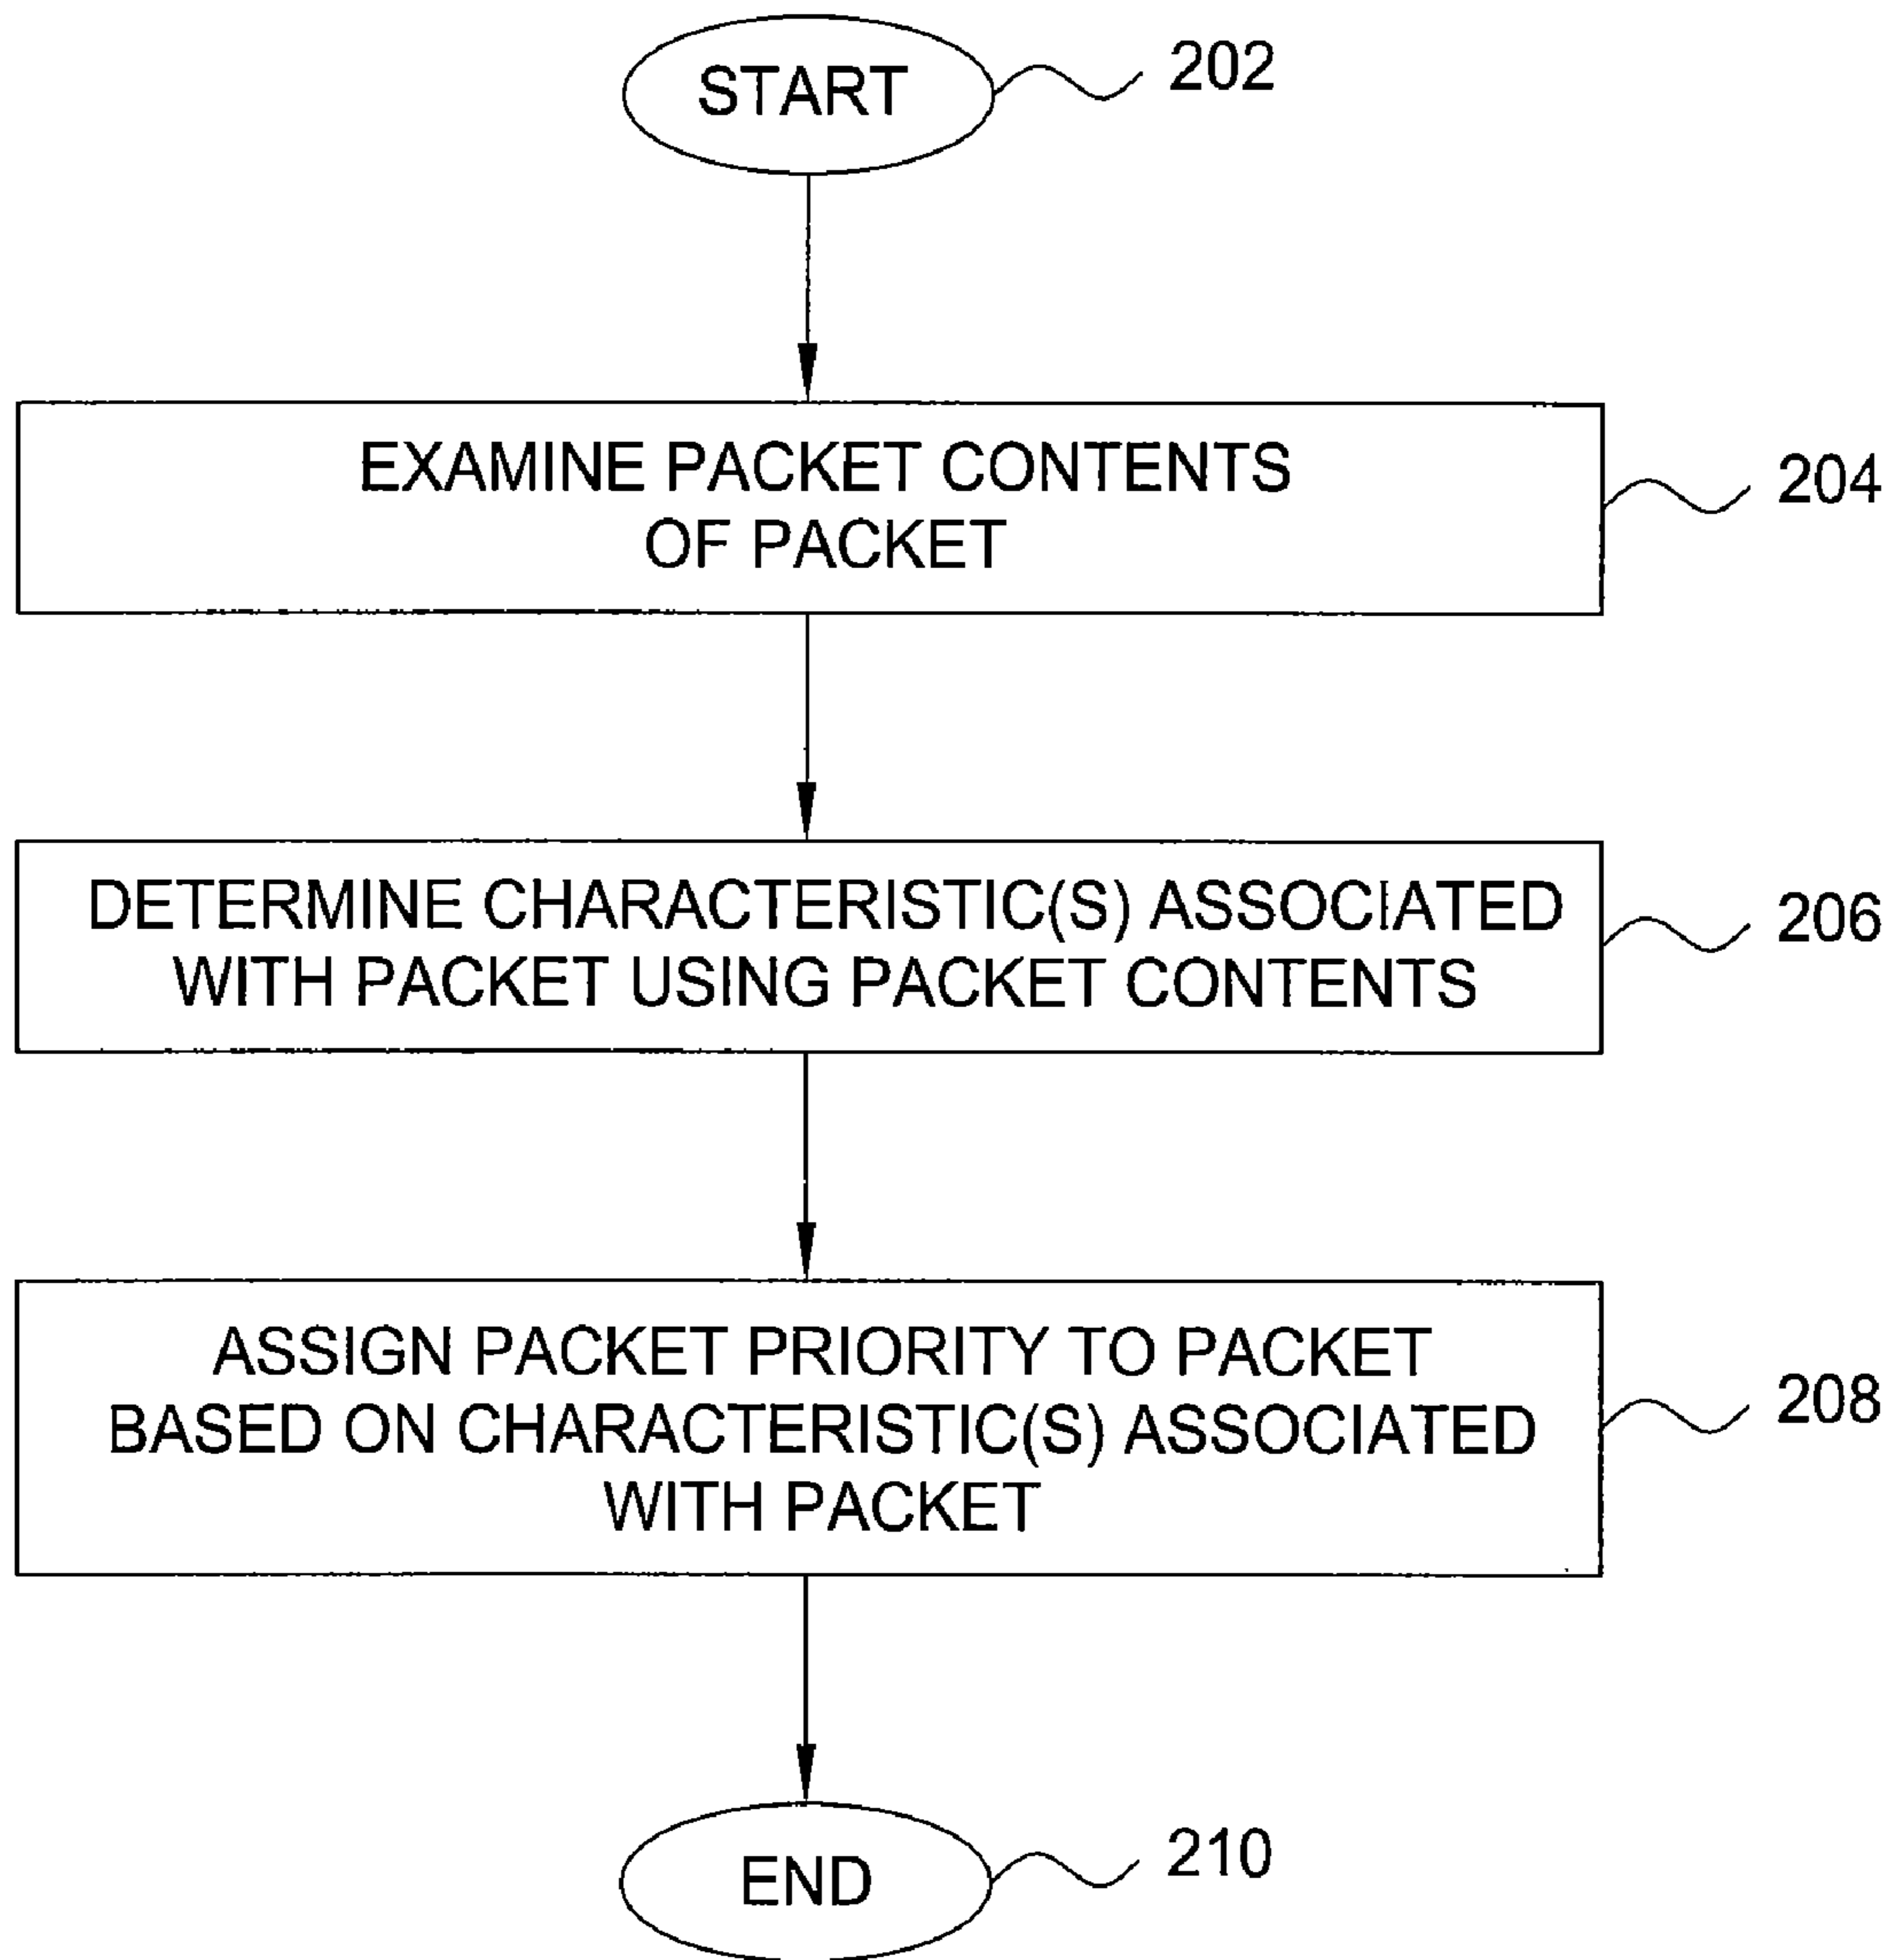 START
202
EXAMINE PACKET CONTENTS
OF PACKET
204
DETERMINE CHARACTERISTIC(S) ASSOCIATED
WITH PACKET USING PACKET CONTENTS
206
ASSIGN PACKET PRIORITY TO PACKET
BASED ON CHARACTERISTIC(S) ASSOCIATED
WITH PACKET
208
END
210